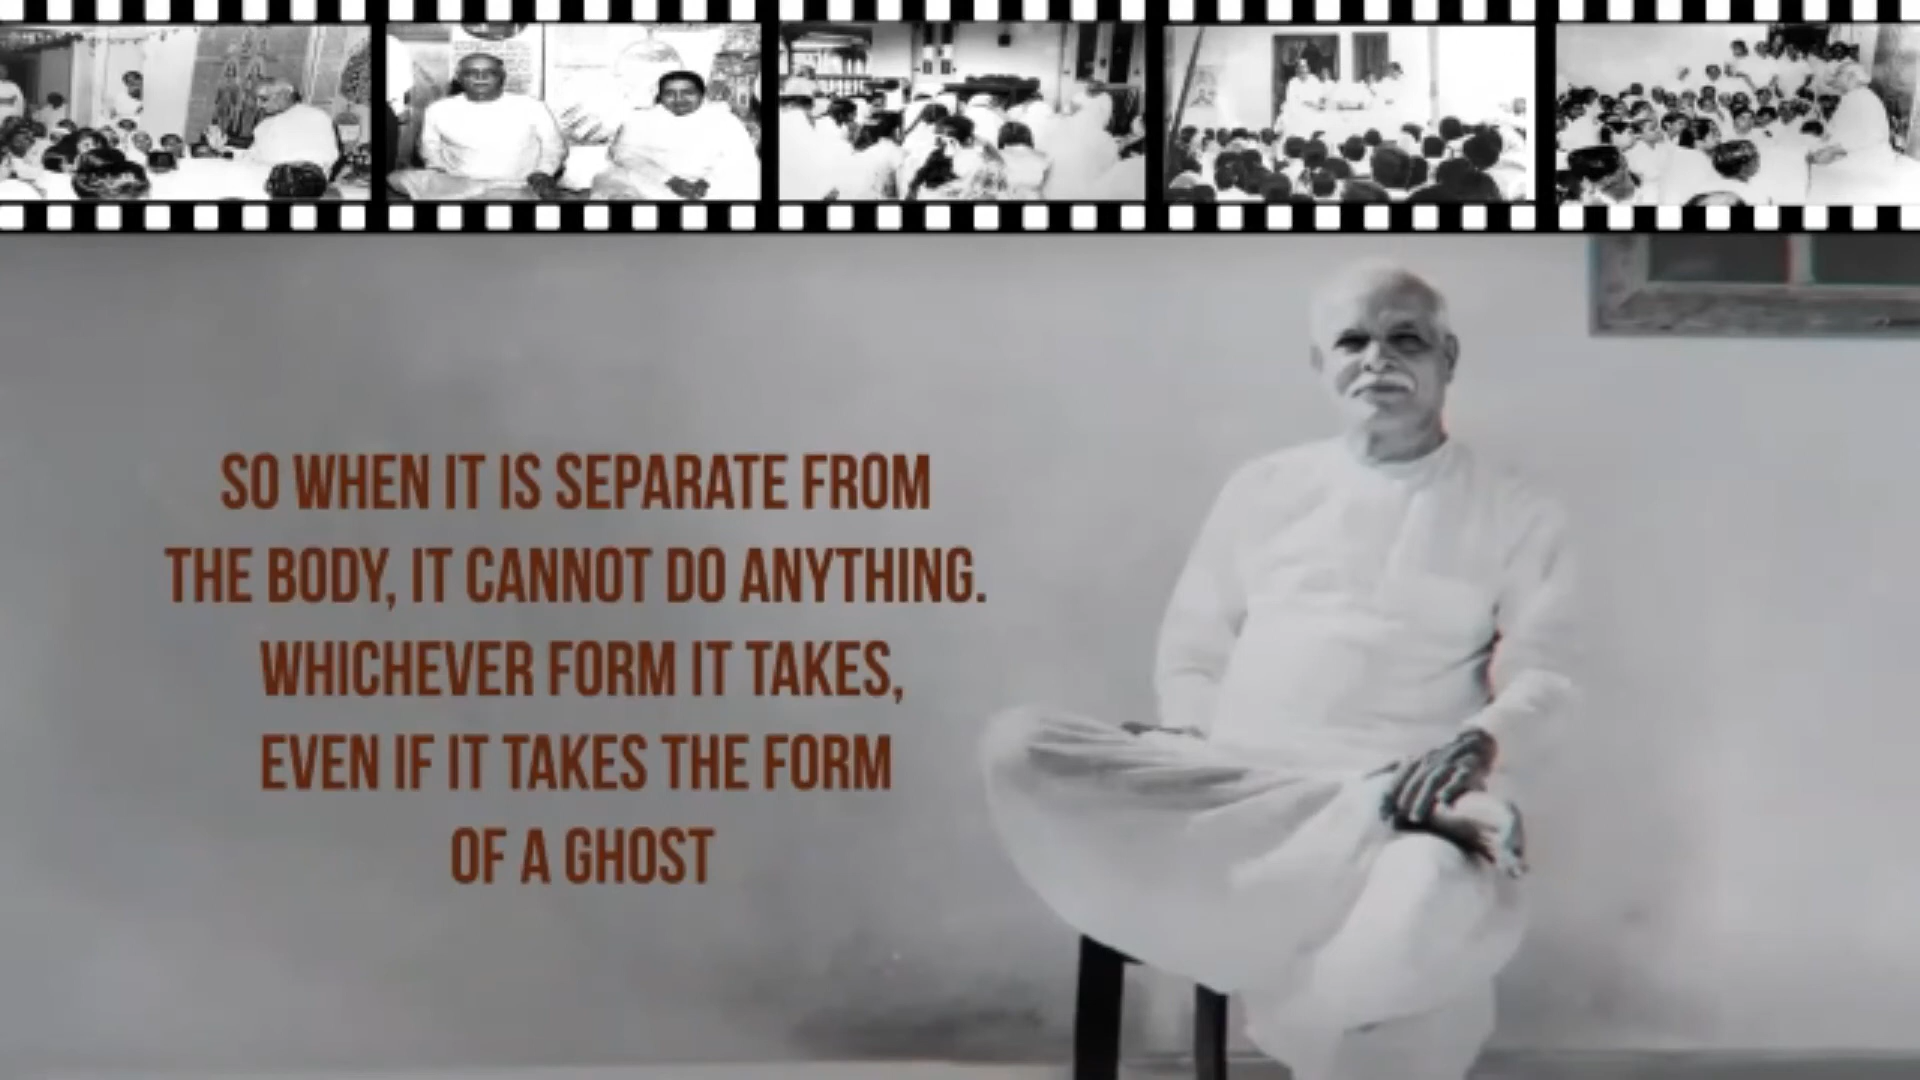 SO WHEN IT IS SEPARATE FROM
THE BODY, IT CANNOT DO ANYTHING.
WHICHEVER FORM IT TAKES,
EVEN IF IT TAKES THE FORM
OF A GHOST